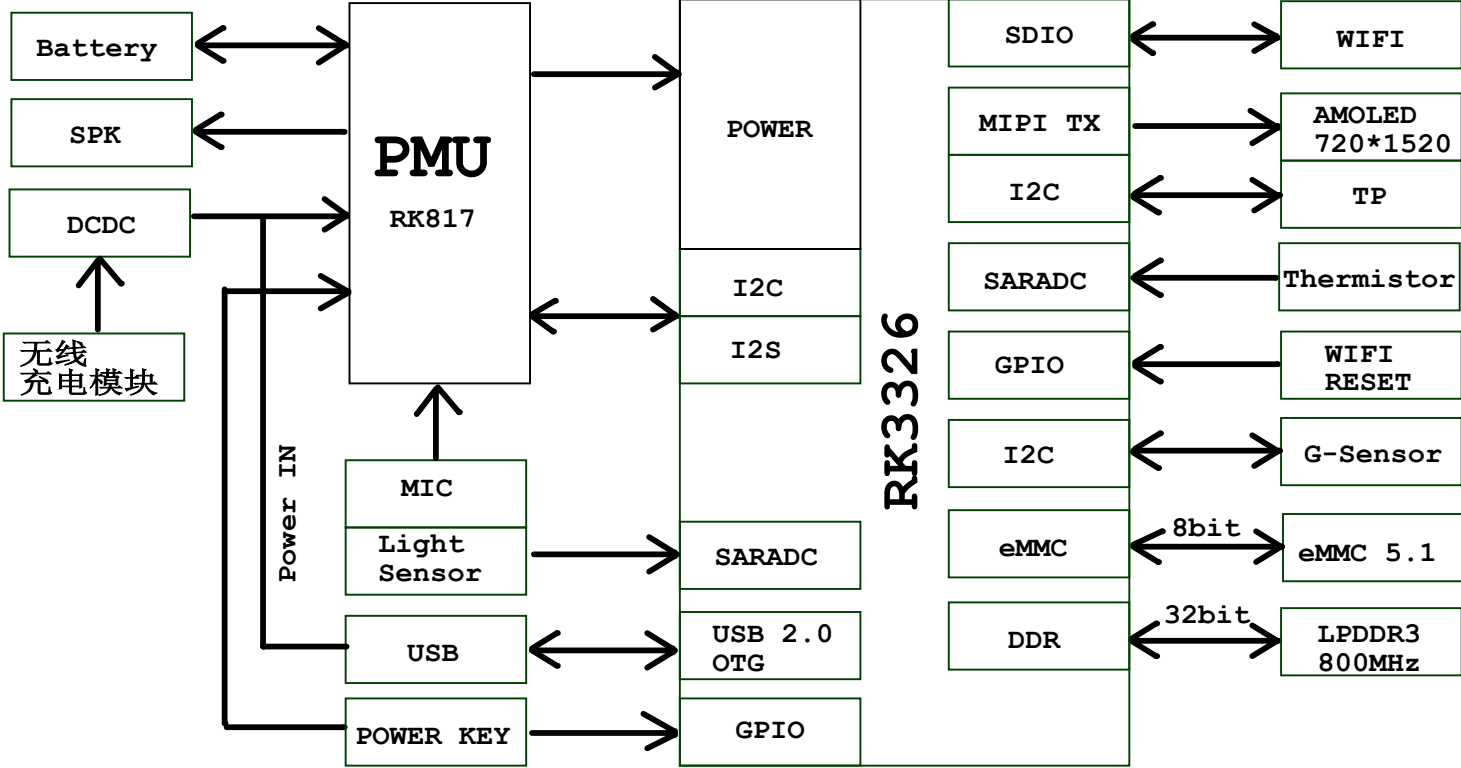 Battery
SPK
DCDC
无线
充电模块
PMU
RK817
Power IN
MIC
Light
Sensor
USB
POWER KEY
POWER
I2C
I2S
SARADC
USB 2.0
OTG
GPIO
RK3326
SDIO
MIPI TX
I2C
SARADC
GPIO
I2C
eMMC
DDR
8bit
32bit
WIFI
AMOLED
720*1520
TP
Thermistor
WIFI
RESET
G-Sensor
eMMC 5.1
LPDDR3
800MHz